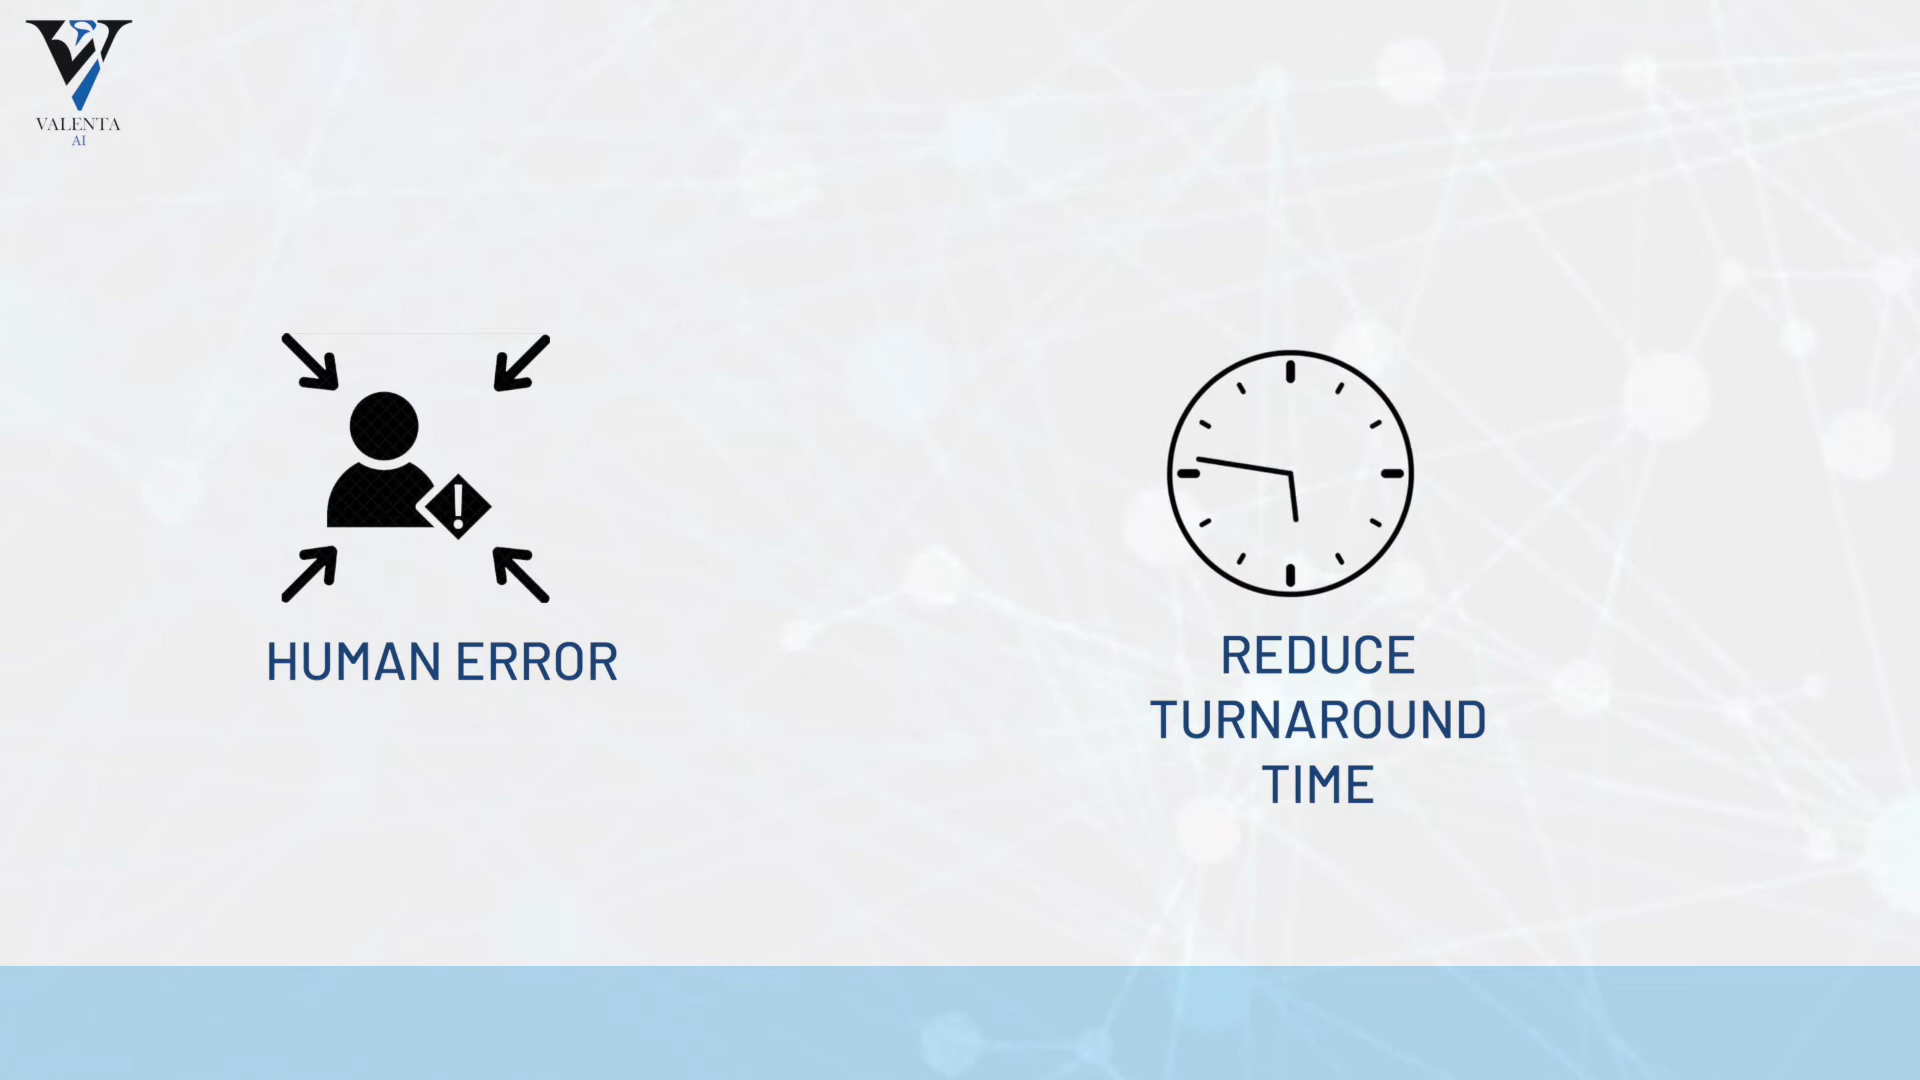 VALENTA
AI
HUMAN ERROR
REDUCE
TURNAROUND
TIME